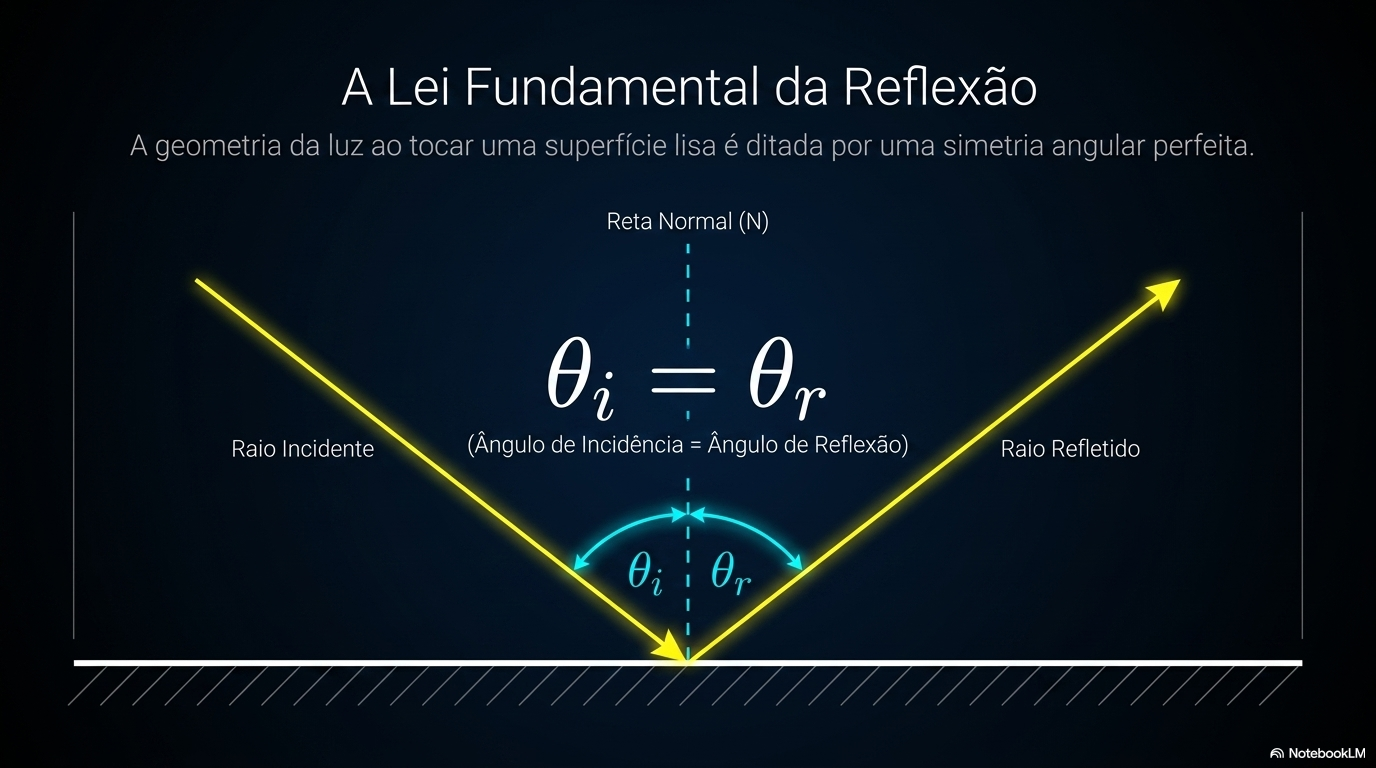 A Lei Fundamental da Reflexão
A geometria da luz ao tocar uma superfície lisa é ditada por uma simetria angular perfeita.
Reta Normal (N)
θi = θr
(Ângulo de Incidência = Ângulo de Reflexão)
Raio Incidente
Raio Refletido
θi
θr
NotebookLM